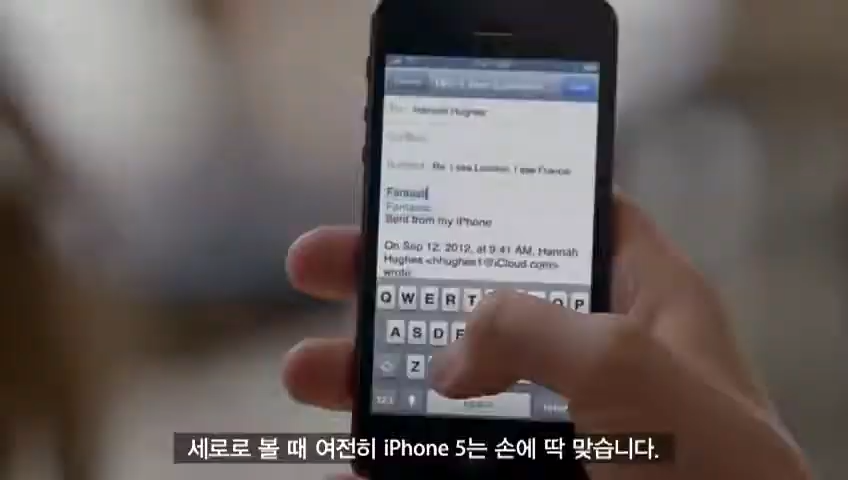 To: Hannah Hughes
Subject: Re: I see London, I see France
Fantasti
Fantastic
Sent from my iPhone
On Sep 12, 2012, at 9:41 AM, Hannah
Hughes <hhughes1@iCloud.com>
wrote:
Q W E R T O P
A S D F
Z
123
세로로 볼 때 여전히 iPhone 5는 손에 딱 맞습니다.